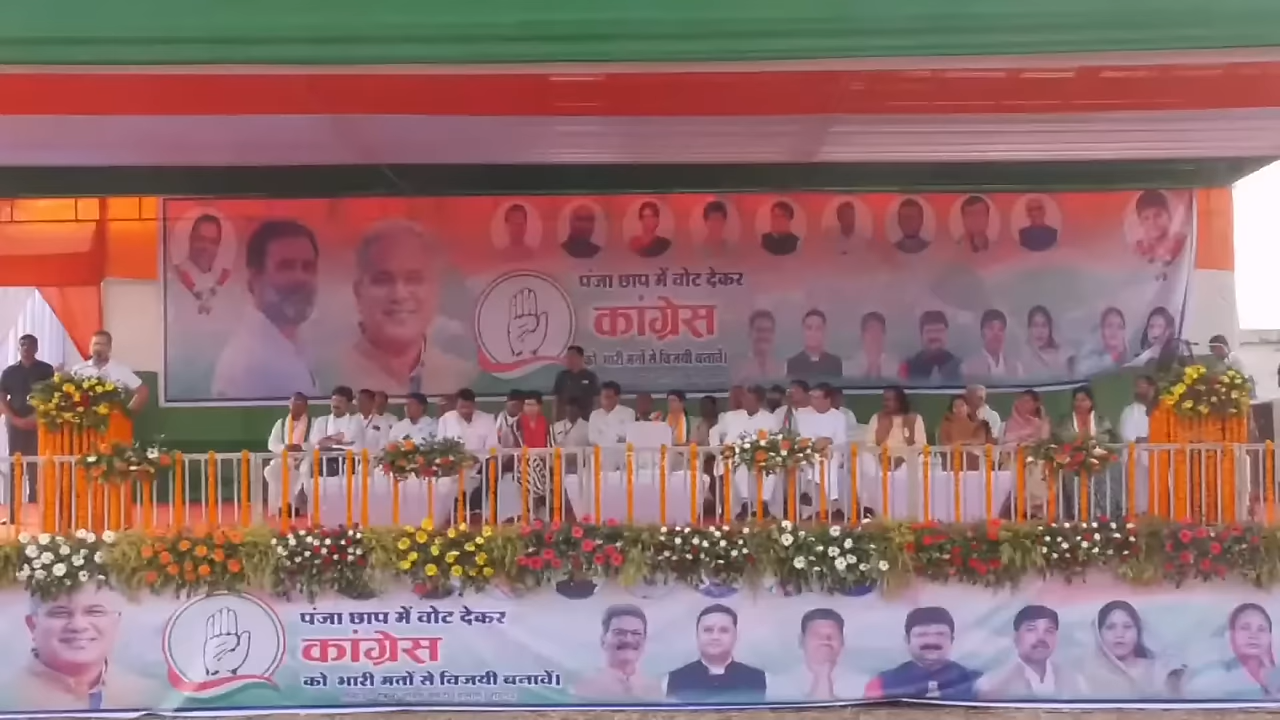 पंजा छाप में वोट देकर
कांग्रेस
को भारी मतों से विजयी बनावें।
पंजा छाप में वोट देकर
कांग्रेस
को भारी मतों से विजयी बनावें।